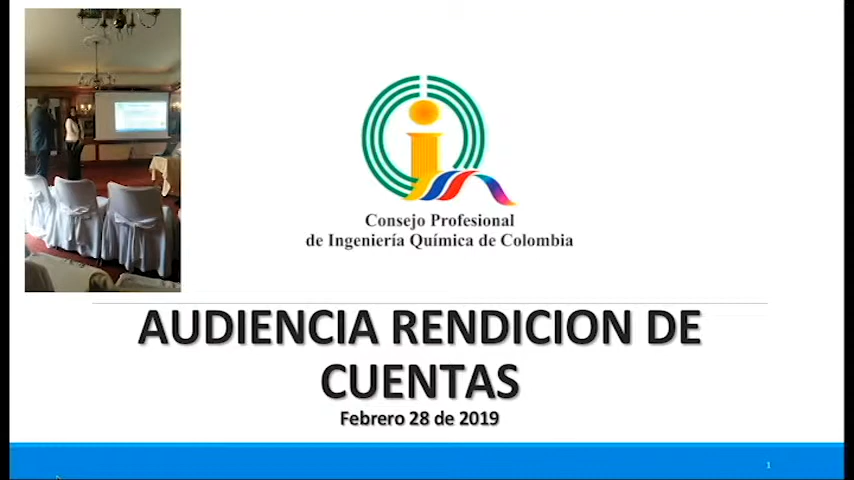 Consejo Profesional
de Ingeniería Química de Colombia
AUDIENCIA RENDICION DE
CUENTAS
Febrero 28 de 2019
1